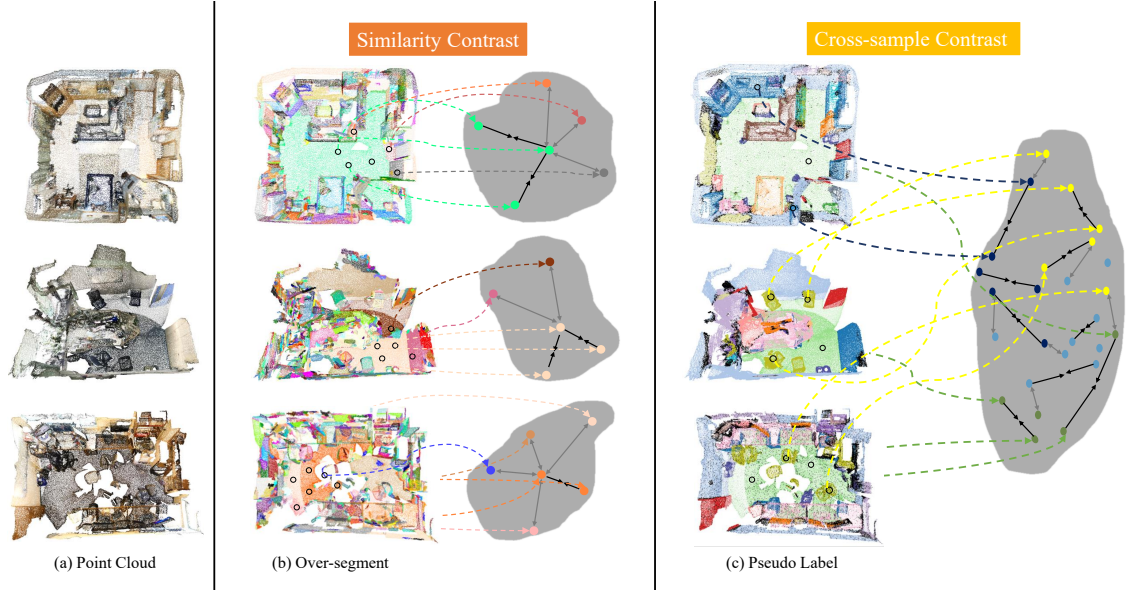 Similarity Contrast
Cross-sample Contrast
(a) Point Cloud
(b) Over-segment
(c) Pseudo Label